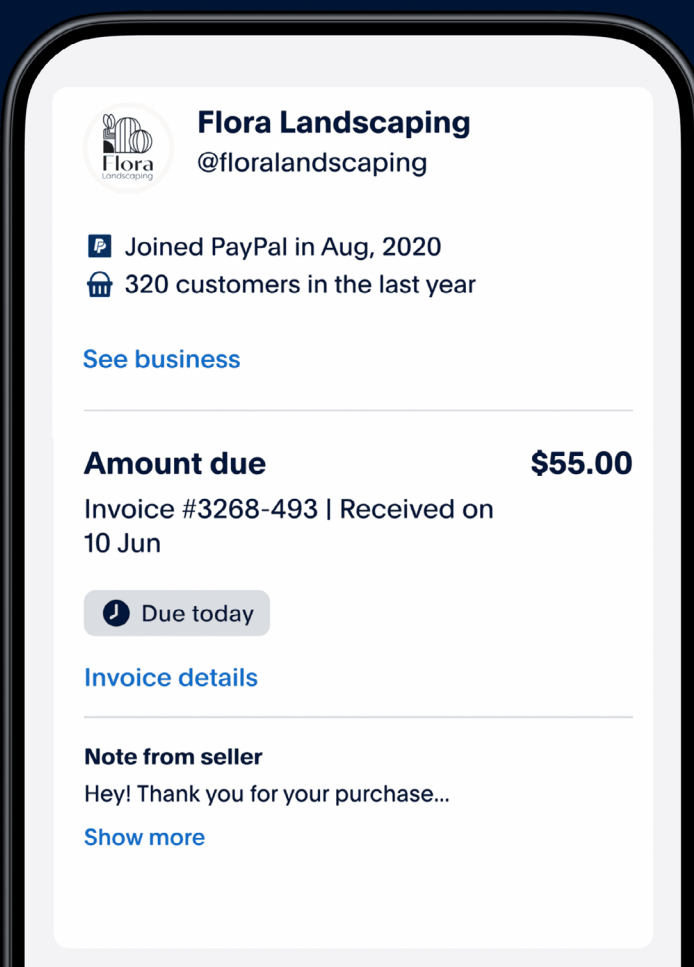 Flora
Landscaping
Flora Landscaping
@floralandscaping
Joined PayPal in Aug, 2020
320 customers in the last year
See business
Amount due
$55.00
Invoice #3268-493 | Received on
10 Jun
Due today
Invoice details
Note from seller
Hey! Thank you for your purchase...
Show more